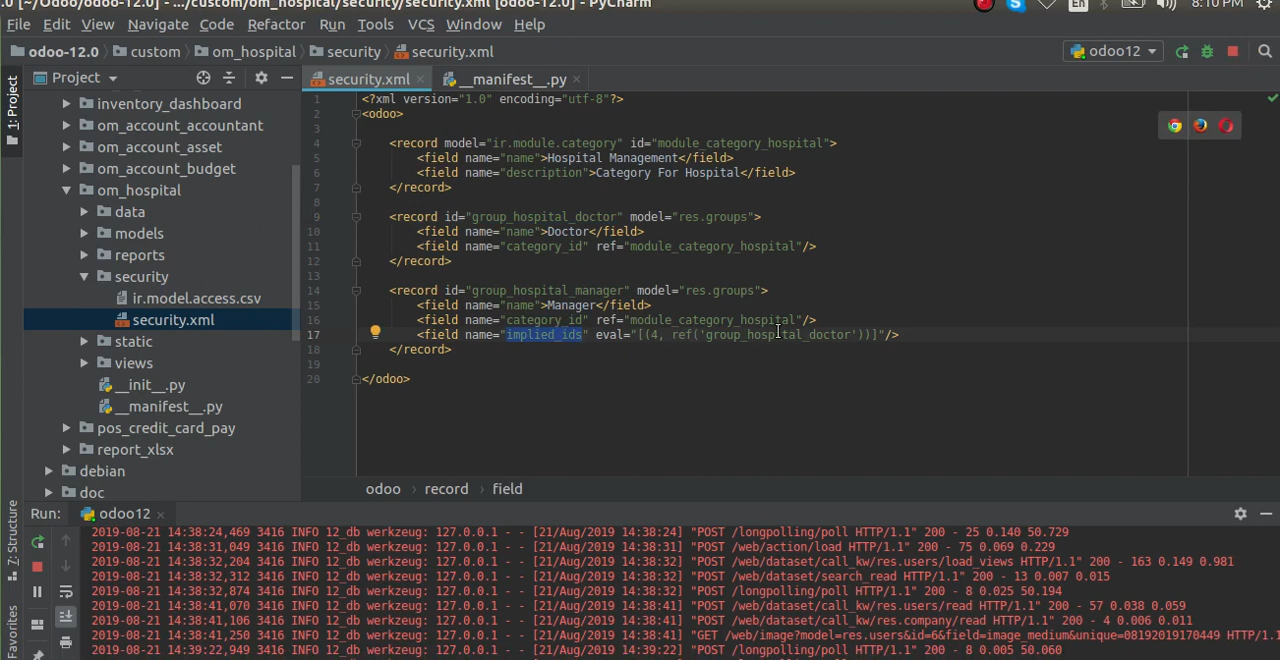 .0 [~/Odoo/odoo-12.0] - .../custom/om_hospital/security/security.xml [odoo-12.0] - PyCharm
En
8:10 PM
File Edit View Navigate Code Refactor Run Tools VCS Window Help
odoo-12.0 custom om_hospital security security.xml
odoo12
1: Project
Project
security.xml
__manifest__.py
inventory_dashboard
om_account_accountant
om_account_asset
om_account_budget
om_hospital
data
models
reports
security
ir.model.access.csv
security.xml
static
views
__init__.py
__manifest__.py
pos_credit_card_pay
report_xlsx
debian
doc
1 <?xml version="1.0" encoding="utf-8"?>
2 <odoo>
3
4 <record model="ir.module.category" id="module_category_hospital">
5 <field name="name">Hospital Management</field>
6 <field name="description">Category For Hospital</field>
7 </record>
8
9 <record id="group_hospital_doctor" model="res.groups">
10 <field name="name">Doctor</field>
11 <field name="category_id" ref="module_category_hospital"/>
12 </record>
13
14 <record id="group_hospital_manager" model="res.groups">
15 <field name="name">Manager</field>
16 <field name="category_id" ref="module_category_hospital"/>
17 <field name="implied_ids" eval="[(4, ref('group_hospital_doctor'))]"/>
18 </record>
19
20 </odoo>
odoo › record › field
Run: odoo12
7: Structure
Favorites
2019-08-21 14:38:24,469 3416 INFO 12_db werkzeug: 127.0.0.1 - - [21/Aug/2019 14:38:24] "POST /longpolling/poll HTTP/1.1" 200 - 25 0.140 50.729
2019-08-21 14:38:31,049 3416 INFO 12_db werkzeug: 127.0.0.1 - - [21/Aug/2019 14:38:31] "POST /web/action/load HTTP/1.1" 200 - 75 0.069 0.229
2019-08-21 14:38:32,204 3416 INFO 12_db werkzeug: 127.0.0.1 - - [21/Aug/2019 14:38:32] "POST /web/dataset/call_kw/res.users/load_views HTTP/1.1" 200 - 163 0.149 0.981
2019-08-21 14:38:32,312 3416 INFO 12_db werkzeug: 127.0.0.1 - - [21/Aug/2019 14:38:32] "POST /web/dataset/search_read HTTP/1.1" 200 - 13 0.007 0.015
2019-08-21 14:38:32,874 3416 INFO 12_db werkzeug: 127.0.0.1 - - [21/Aug/2019 14:38:32] "POST /longpolling/poll HTTP/1.1" 200 - 8 0.025 50.194
2019-08-21 14:38:41,070 3416 INFO 12_db werkzeug: 127.0.0.1 - - [21/Aug/2019 14:38:41] "POST /web/dataset/call_kw/res.users/read HTTP/1.1" 200 - 57 0.038 0.059
2019-08-21 14:38:41,106 3416 INFO 12_db werkzeug: 127.0.0.1 - - [21/Aug/2019 14:38:41] "POST /web/dataset/call_kw/res.company/read HTTP/1.1" 200 - 4 0.006 0.011
2019-08-21 14:38:41,250 3416 INFO 12_db werkzeug: 127.0.0.1 - - [21/Aug/2019 14:38:41] "GET /web/image?model=res.users&id=6&field=image_medium&unique=08192019170449 HTTP/1.1
2019-08-21 14:39:22,949 3416 INFO 12_db werkzeug: 127.0.0.1 - - [21/Aug/2019 14:39:22] "POST /longpolling/poll HTTP/1.1" 200 - 8 0.005 50.060